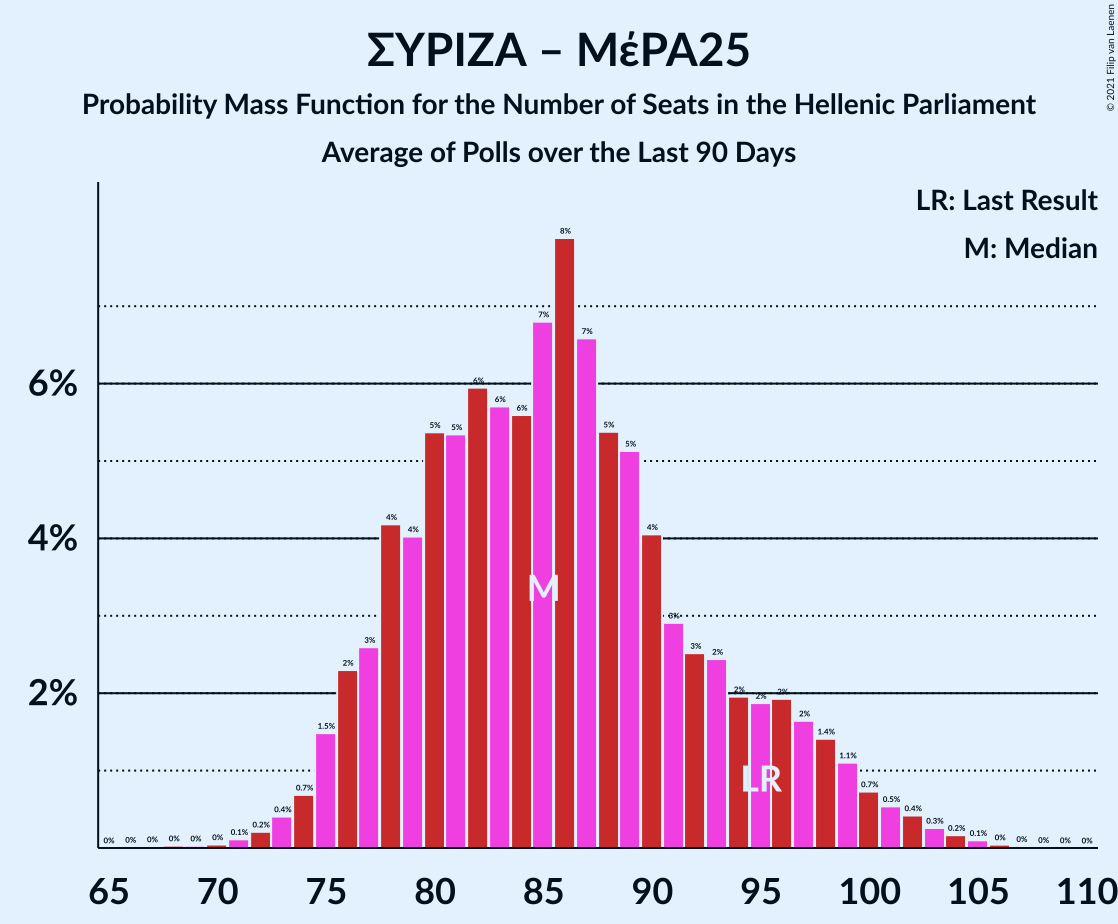 ΣΥΡΙΖΑ – ΜέΡΑ25
Probability Mass Function for the Number of Seats in the Hellenic Parliament
Average of Polls over the Last 90 Days
© 2021 Filip van Laenen
LR: Last Result
M: Median
6%
4%
2%
0% 0% 0% 0% 0% 0% 0.1% 0.2% 0.4% 0.7% 1.5% 2% 3% 4% 4% 5% 5% 6% 6% 6% 7% 8% 7% 5% 5% 4% 3% 3% 2% 2% 2% 2% 2% 1.4% 1.1% 0.7% 0.5% 0.4% 0.3% 0.2% 0.1% 0% 0% 0% 0% 0%
M
LR
65 70 75 80 85 90 95 100 105 110